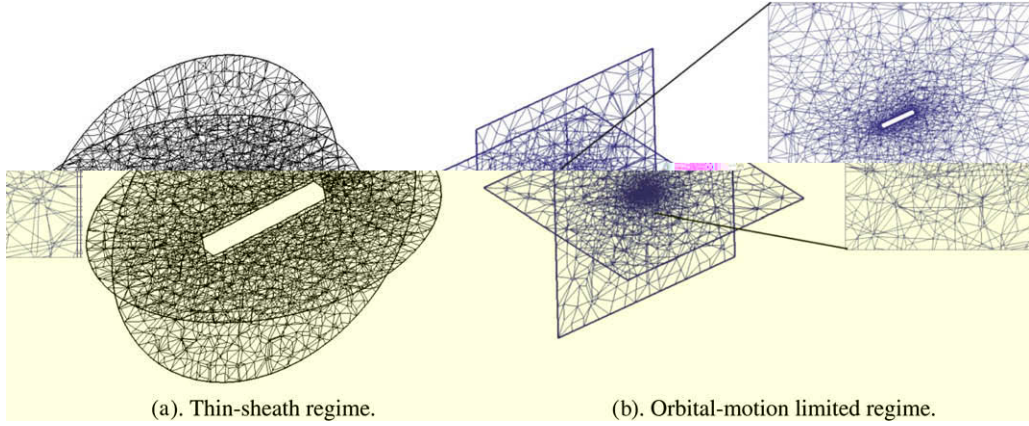 (a). Thin-sheath regime.
(b). Orbital-motion limited regime.